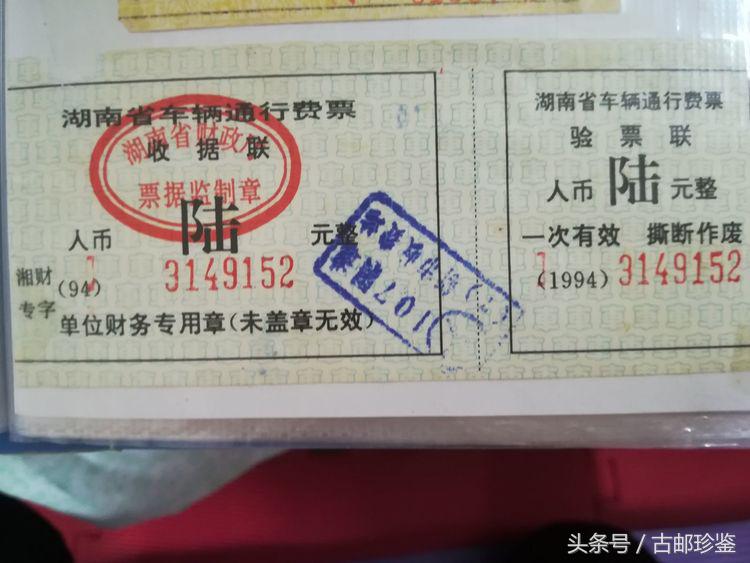 湖南省车辆通行费票
收据联
湖南省财政
票据监制章
人币 陆 元整
湘财专字 (94) 3149152
单位财务专用章(未盖章无效)
107
湖南省车辆通行费票
验票联
人币 陆 元整
一次有效 撕断作废
(1994) 3149152
头条号 / 古邮珍鉴